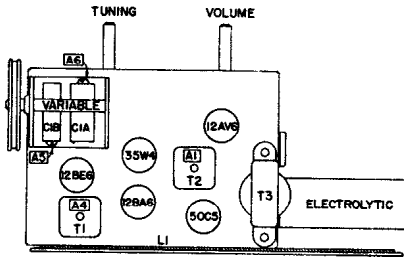 TUNING
VOLUME
A6
VARIABLE
C1B
C1A
12AV6
A5
35W4
A1
T2
12BE6
T3
A4
T1
12BA6
50C5
ELECTROLYTIC
L1